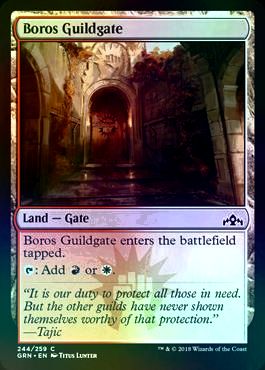 Boros Guildgate
Land — Gate
Boros Guildgate enters the battlefield
tapped.
: Add or .
“It is our duty to protect all those in need.
But the other guilds have never shown
themselves worthy of that protection.”
—Tajic
244/259 C
GRN • EN Titus Lunter
™ & © 2018 Wizards of the Coast